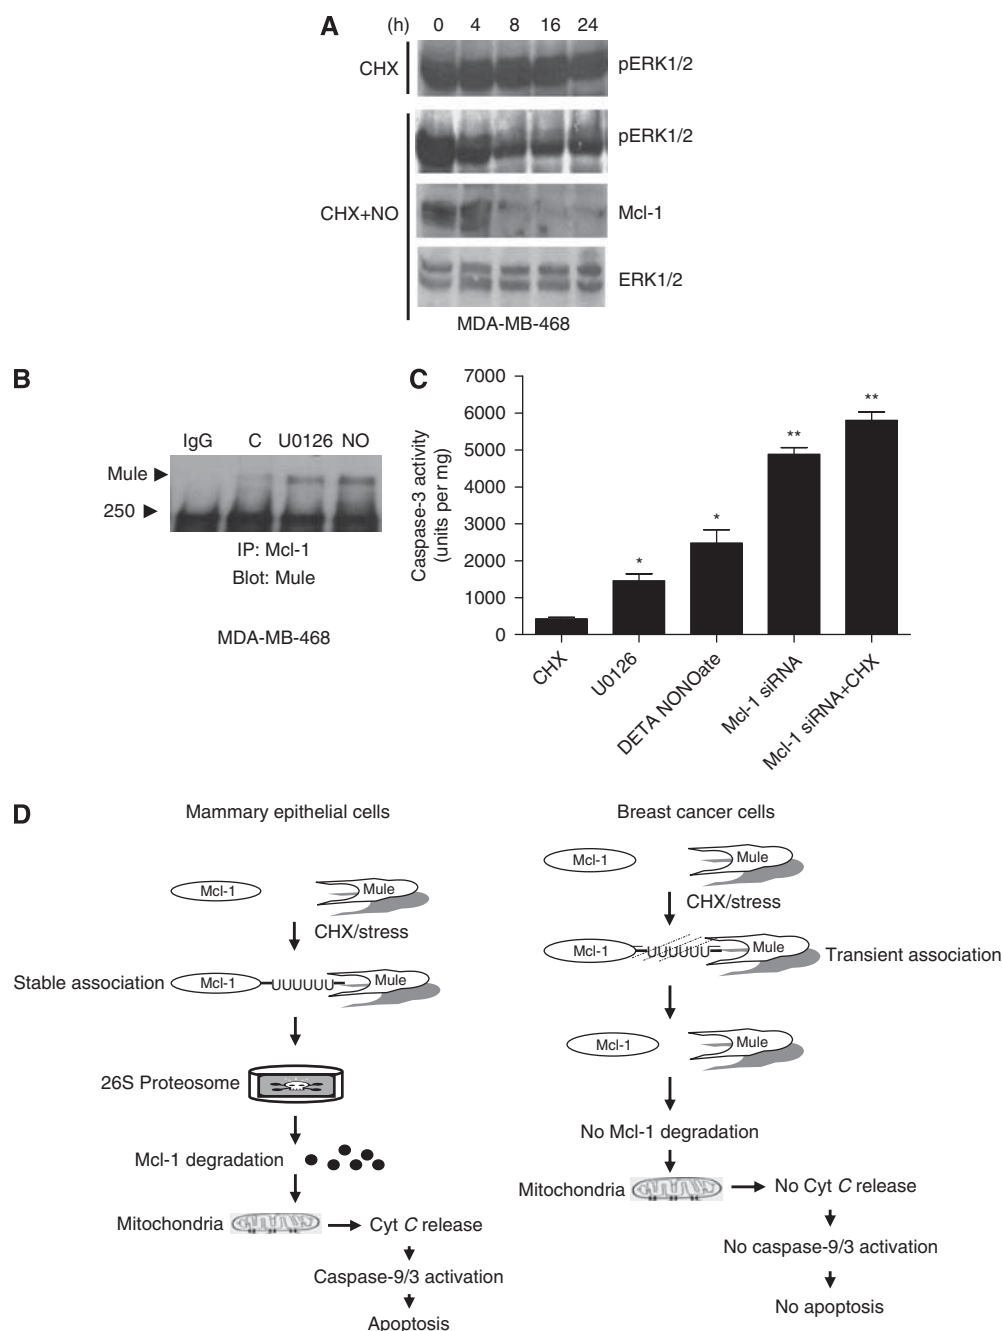 A (h) 0 4 8 16 24
CHX pERK1/2
pERK1/2
CHX+NO Mcl-1
ERK1/2
MDA-MB-468
B
IgG C U0126 NO
Mule
250
IP: Mcl-1
Blot: Mule
MDA-MB-468
C
Caspase-3 activity
(units per mg)
7000
6000
5000
4000
3000
2000
1000
0
*
*
**
**
CHX
U0126
DETA NONOate
Mcl-1 siRNA
Mcl-1 siRNA+CHX
D
Mammary epithelial cells
Mcl-1 Mule
CHX/stress
Stable association Mcl-1 UUUUUU Mule
26S Proteosome
Mcl-1 degradation
Mitochondria Cyt C release
Caspase-9/3 activation
Apoptosis
Breast cancer cells
Mcl-1 Mule
CHX/stress
Mcl-1 UUUUUU Mule Transient association
Mcl-1 Mule
No Mcl-1 degradation
Mitochondria No Cyt C release
No caspase-9/3 activation
No apoptosis